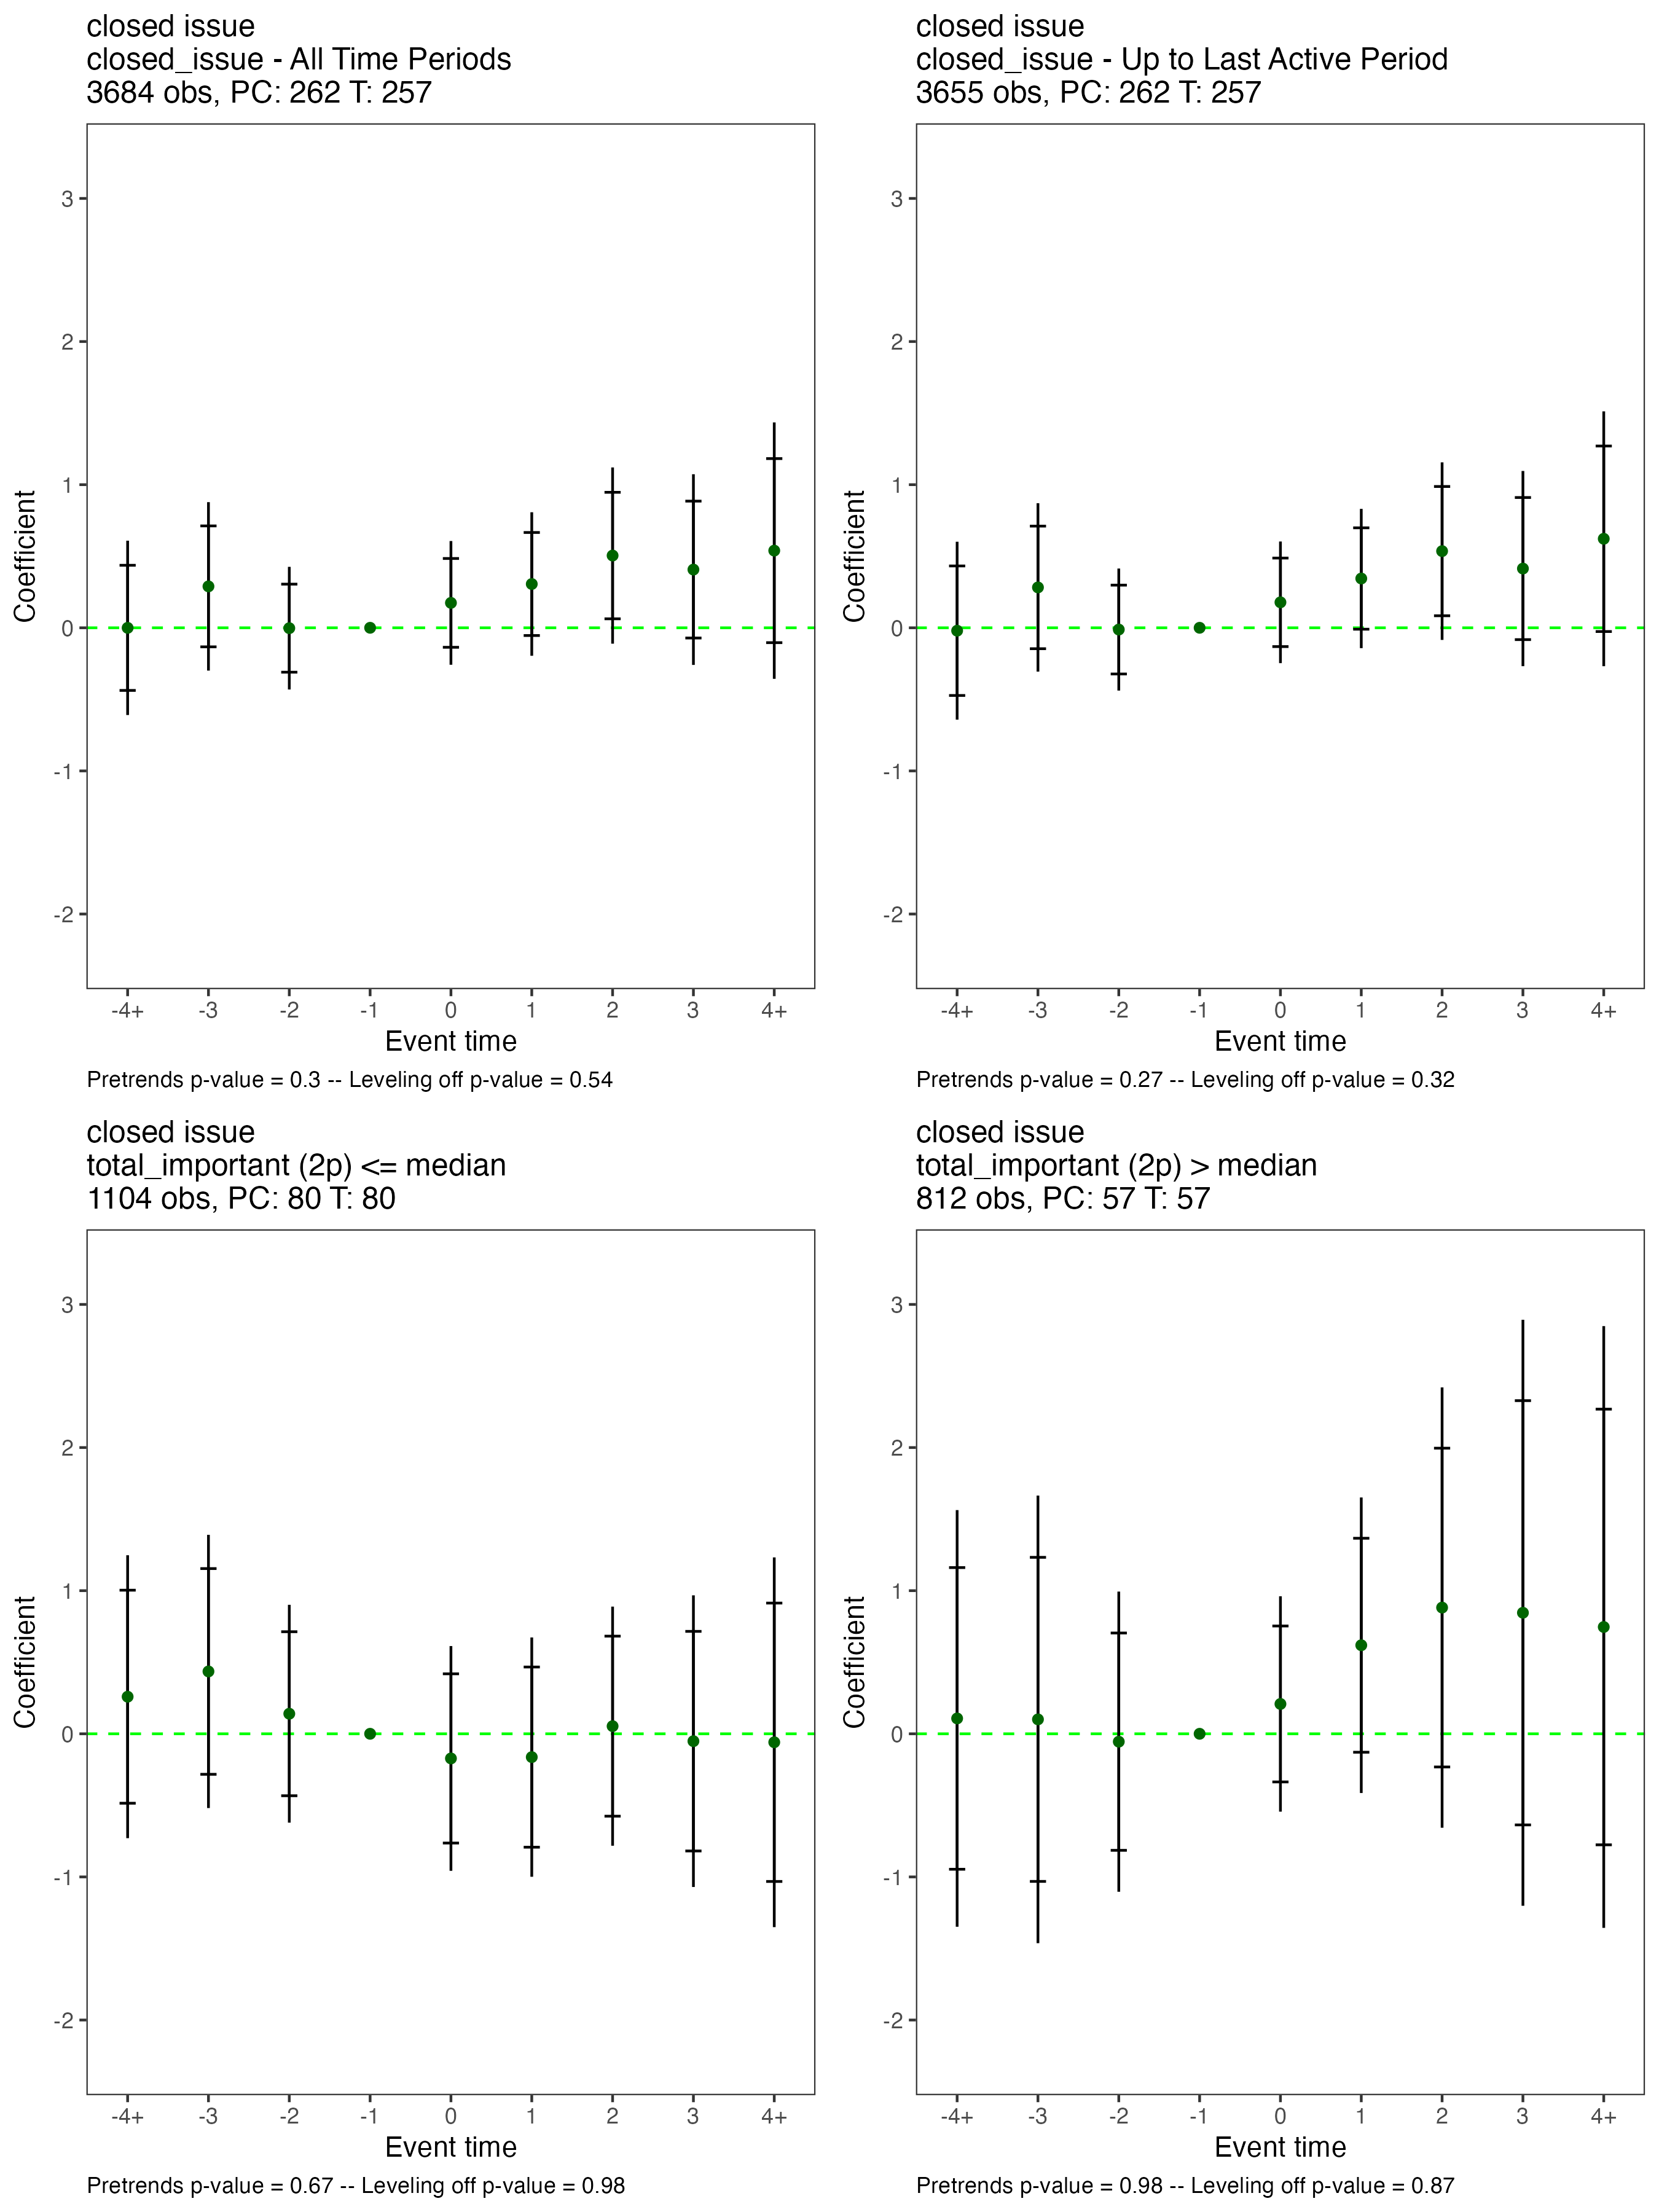 closed issue
closed_issue - All Time Periods
3684 obs, PC: 262 T: 257
3
2
1
0
-1
-2
Coefficient
-4+ -3 -2 -1 0 1 2 3 4+
Event time
Pretrends p-value = 0.3 -- Leveling off p-value = 0.54
closed issue
closed_issue - Up to Last Active Period
3655 obs, PC: 262 T: 257
3
2
1
0
-1
-2
Coefficient
-4+ -3 -2 -1 0 1 2 3 4+
Event time
Pretrends p-value = 0.27 -- Leveling off p-value = 0.32
closed issue
total_important (2p) <= median
1104 obs, PC: 80 T: 80
3
2
1
0
-1
-2
Coefficient
-4+ -3 -2 -1 0 1 2 3 4+
Event time
Pretrends p-value = 0.67 -- Leveling off p-value = 0.98
closed issue
total_important (2p) > median
812 obs, PC: 57 T: 57
3
2
1
0
-1
-2
Coefficient
-4+ -3 -2 -1 0 1 2 3 4+
Event time
Pretrends p-value = 0.98 -- Leveling off p-value = 0.87